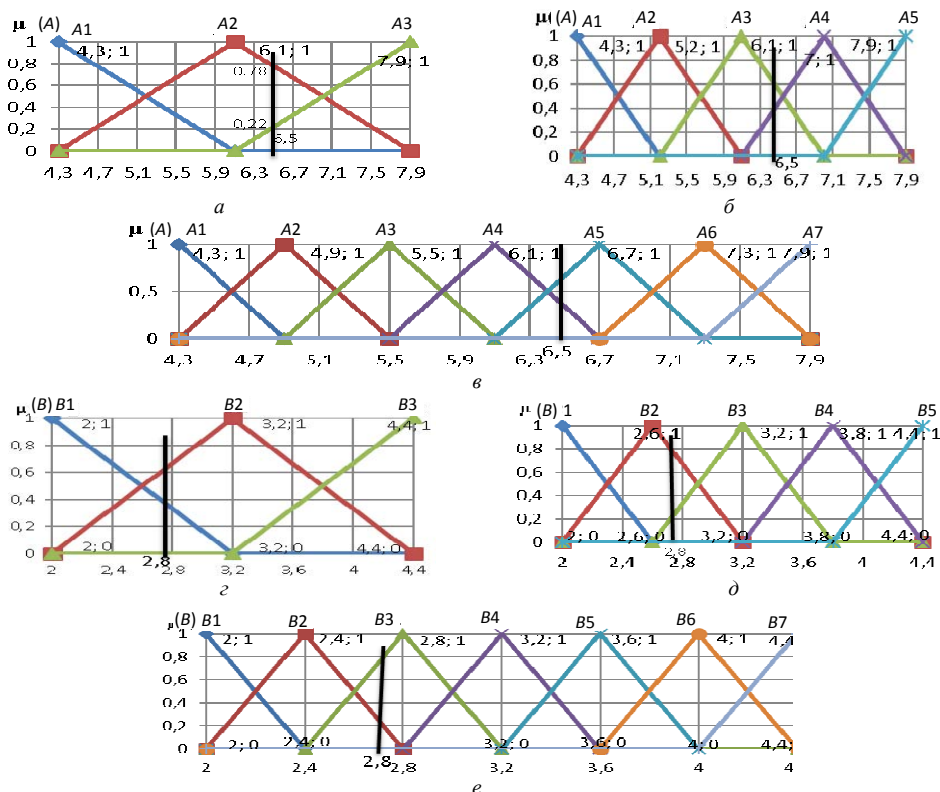 μ (A) A1 A2 A3
1 4,3; 1 6,1; 1
0,8 0.78 7,9; 1
0,6
0,4
0,2 0,22 6,5
0
4,3 4,7 5,1 5,5 5,9 6,3 6,7 7,1 7,5 7,9
а
μ( (A) A1 A2 A3 A4 A5
1 4,3; 1 5,2; 1 6,1; 1 7; 1 7,9; 1
0,8
0,6
0,4
0,2
0 6,5
4,3 4,7 5,1 5,5 5,9 6,3 6,7 7,1 7,5 7,9
б
μ (A) A1 A2 A3 A4 A5 A6 A7
1 4,3; 1 4,9; 1 5,5; 1 6,1; 1 6,7; 1 7,3; 1 7,9; 1
0,5
0
4,3 4,7 5,1 5,5 5,9 6,3 6,5 6,7 7,1 7,5 7,9
в
μ (B) B1 B2 B3
1 2; 1 3,2; 1 4,4; 1
0,8
0,6
0,4
0,2 2; 0 3,2; 0 4,4; 0
0 2,8
2 2,4 2,8 3,2 3,6 4,4
г
μ (B) 1 B2 B3 B4 B5
1 2,6; 1 3,2; 1 3,8; 1 4,4; 1
0,8
0,6
0,4
0,2 2; 0 2,6; 0 3,2; 0 3,8; 0 4,4; 0
0 2,8
2 2,4 2,8 3,2 3,6 4 4,4
д
μ (B) B1 B2 B3 B4 B5 B6 B7
1 2; 1 2,4; 1 2,8; 1 3,2; 1 3,6; 1 4; 1 4,4
0,8
0,6
0,4
0,2 2; 0 2,4; 0 3,2; 0 3,6; 0 4; 0 4,4;
0 2,8
2 2,4 2,8 3,2 3,6 4 4
е